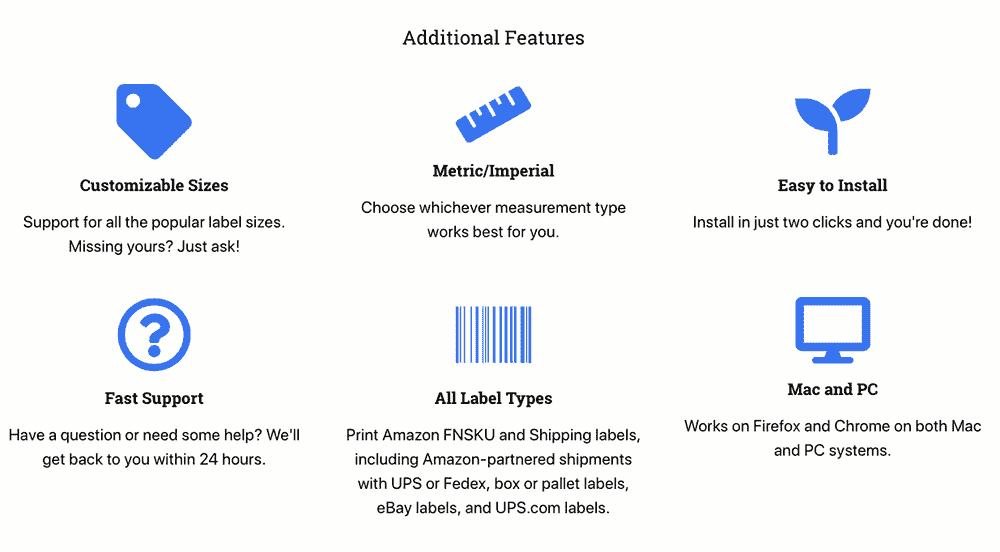 Additional Features
Customizable Sizes
Support for all the popular label sizes.
Missing yours? Just ask!
Metric/Imperial
Choose whichever measurement type
works best for you.
Easy to Install
Install in just two clicks and you're done!
Fast Support
Have a question or need some help? We'll
get back to you within 24 hours.
All Label Types
Print Amazon FNSKU and Shipping labels,
including Amazon-partnered shipments
with UPS or Fedex, box or pallet labels,
eBay labels, and UPS.com labels.
Mac and PC
Works on Firefox and Chrome on both Mac
and PC systems.